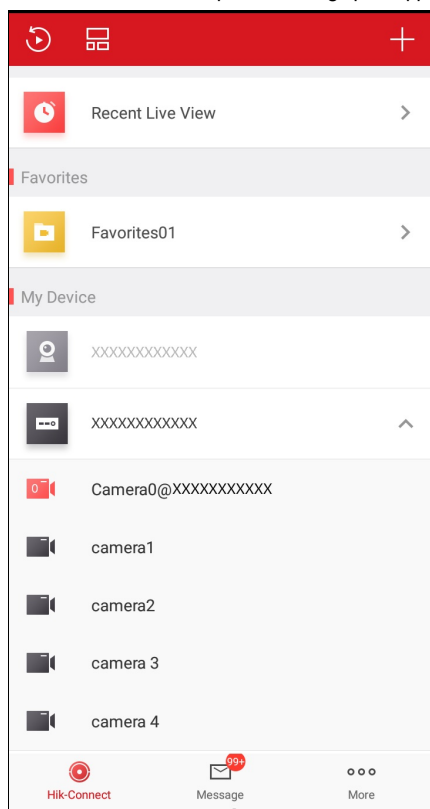 Recent Live View
Favorites
Favorites01
My Device
XXXXXXXXXXXX
XXXXXXXXXXXX
0
Camera0@XXXXXXXXXXX
camera1
camera2
camera 3
camera 4
99+
Hik-Connect Message More